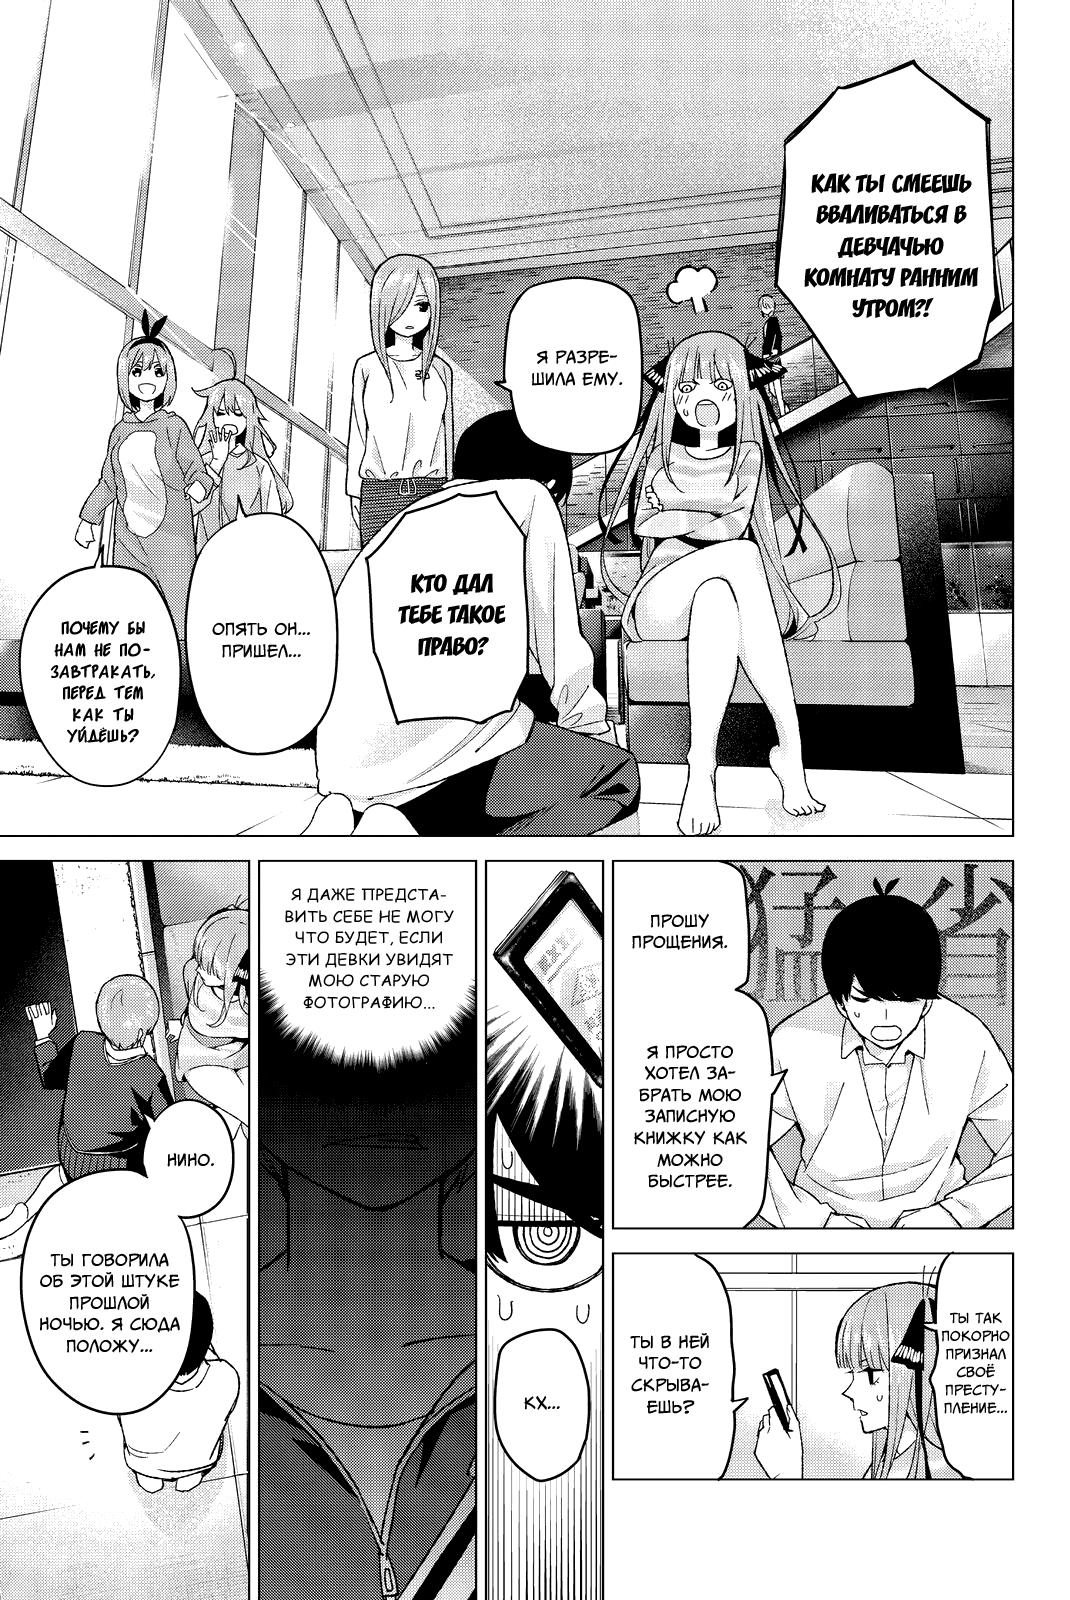 КАК ТЫ СМЕЕШЬ
ВВАЛИВАТЬСЯ В
ДЕВЧАЧЬЮ
КОМНАТУ РАННИМ
УТРОМ?!
Я РАЗРЕ-
ШИЛА ЕМУ.
КТО ДАЛ
ТЕБЕ ТАКОЕ
ПРАВО?
ОПЯТЬ ОН...
ПРИШЕЛ...
ПОЧЕМУ БЫ
НАМ НЕ ПО-
ЗАВТРАКАТЬ,
ПЕРЕД ТЕМ
КАК ТЫ
УЙДЁШЬ?
猛省
ПРОШУ
ПРОЩЕНИЯ.
Я ПРОСТО
ХОТЕЛ ЗА-
БРАТЬ МОЮ
ЗАПИСНУЮ
КНИЖКУ КАК
МОЖНО
БЫСТРЕЕ.
ТЫ ТАК
ПОКОРНО
ПРИЗНАЛ
СВОЁ
ПРЕСТУ-
ПЛЕНИЕ...
ТЫ В НЕЙ
ЧТО-ТО
СКРЫВА-
ЕШЬ?
КХ...
Я ДАЖЕ ПРЕДСТА-
ВИТЬ СЕБЕ НЕ МОГУ
ЧТО БУДЕТ, ЕСЛИ
ЭТИ ДЕВКИ УВИДЯТ
МОЮ СТАРУЮ
ФОТОГРАФИЮ...
НИНО.
ТЫ ГОВОРИЛА
ОБ ЭТОЙ ШТУКЕ
ПРОШЛОЙ
НОЧЬЮ. Я СЮДА
ПОЛОЖУ...